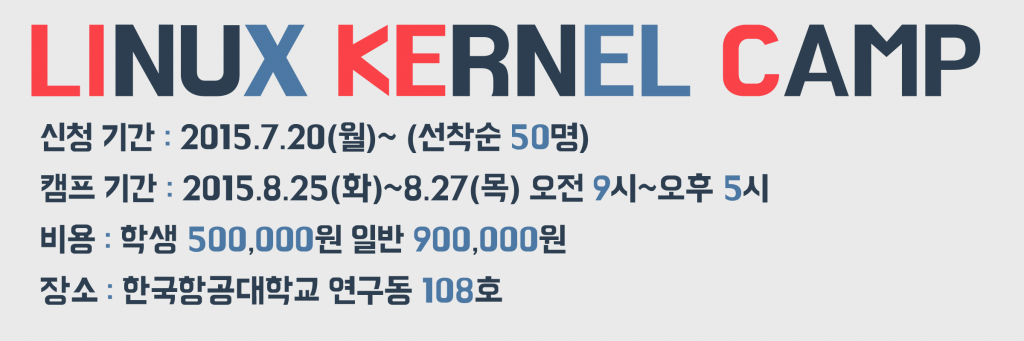 LINUX KERNEL CAMP
신청 기간 : 2015.7.20(월)~ (선착순 50명)
캠프 기간 : 2015.8.25(화)~8.27(목) 오전 9시~오후 5시
비용 : 학생 500,000원 일반 900,000원
장소 : 한국항공대학교 연구동 108호